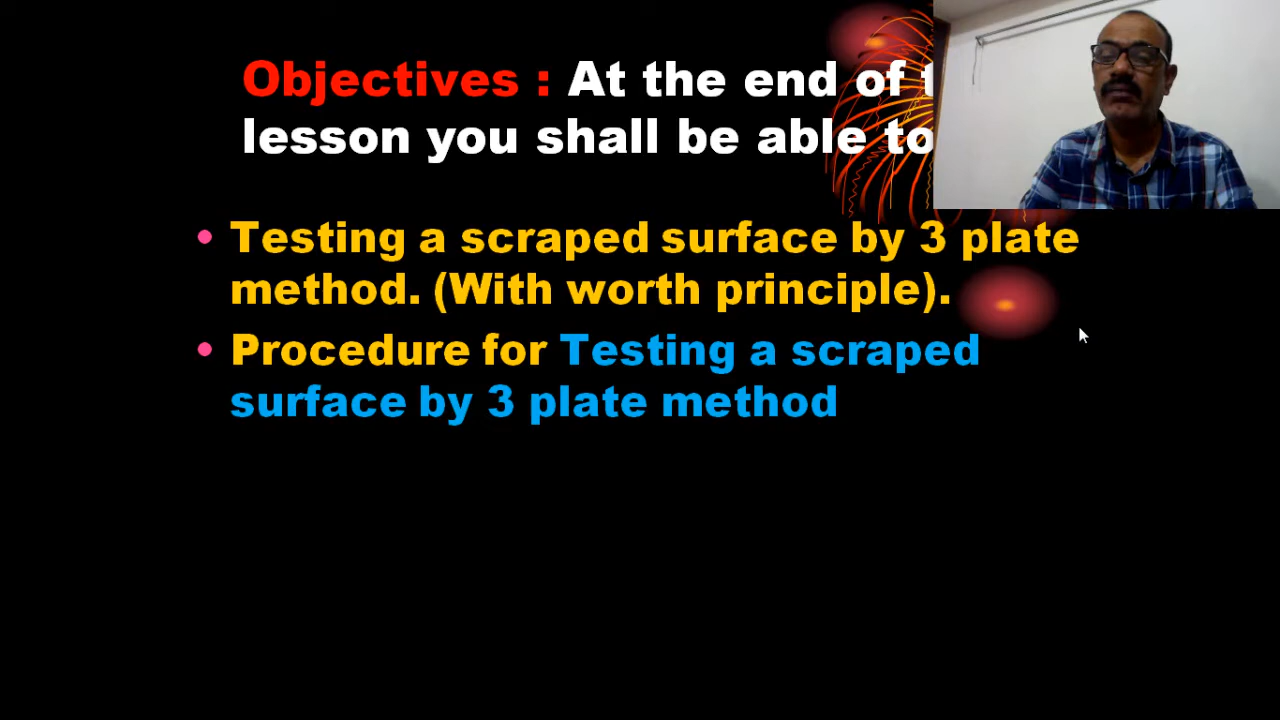 Objectives : At the end of
lesson you shall be able to
• Testing a scraped surface by 3 plate
method. (With worth principle).
• Procedure for Testing a scraped
surface by 3 plate method